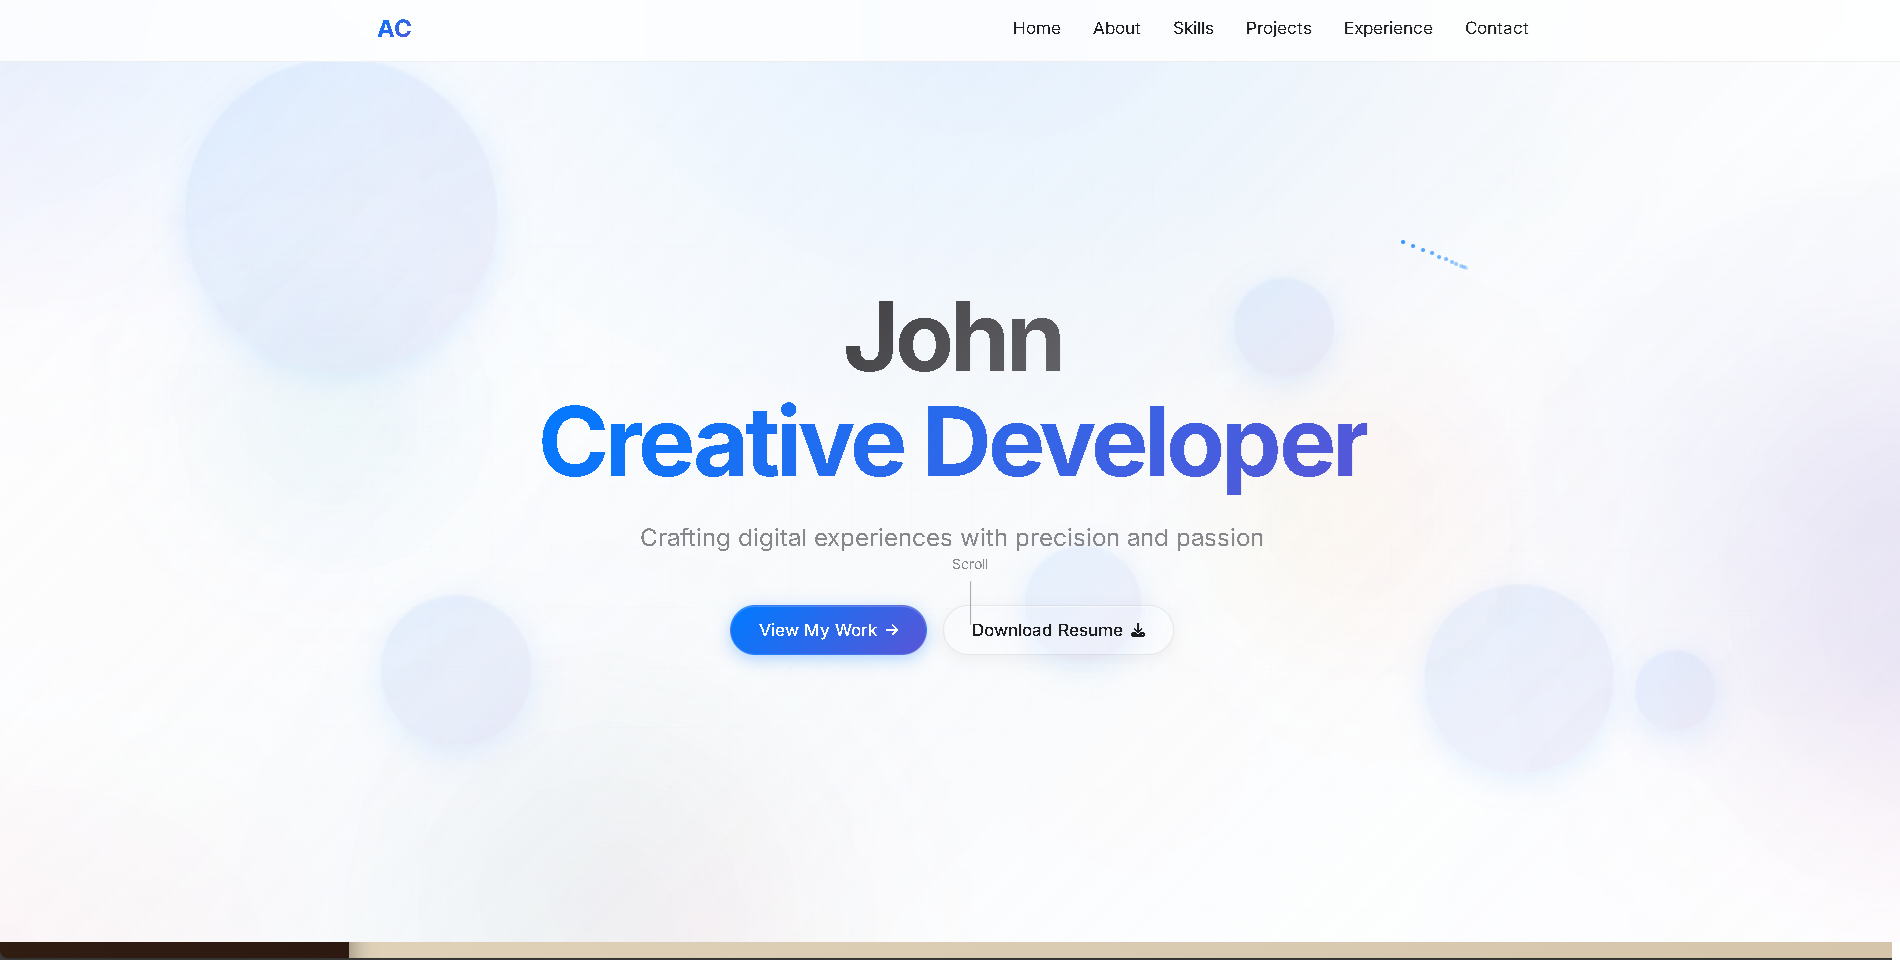 AC
Home About Skills Projects Experience Contact
John
Creative Developer
Crafting digital experiences with precision and passion
Scroll
View My Work
Download Resume